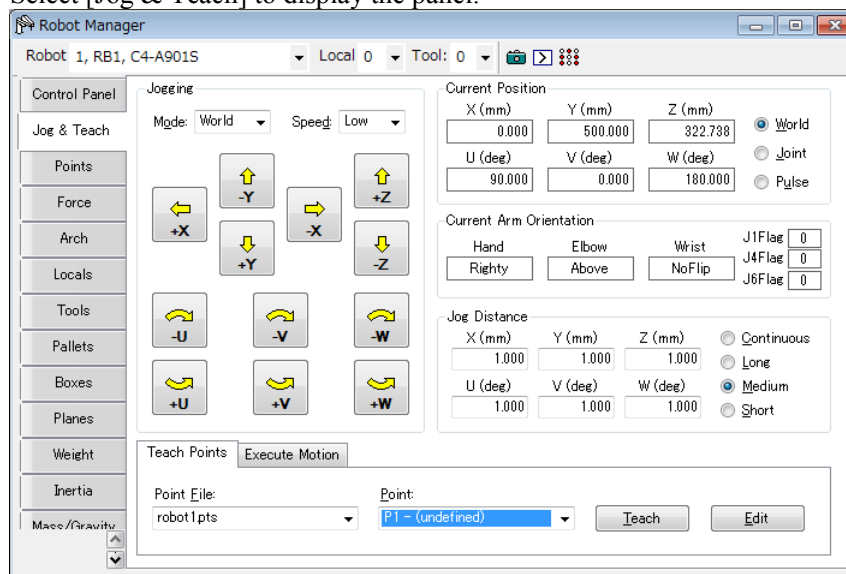 Select [Jog & Teach] to display the panel.
Robot Manager
Robot 1, RB1, C4-A901S Local 0 Tool: 0
Control Panel
Jog & Teach
Points
Force
Arch
Locals
Tools
Pallets
Boxes
Planes
Weight
Inertia
Mass/Gravity
Jogging
Mode: World Speed: Low
-Y +Z
+X -X
+Y -Z
-U -V -W
+U +V +W
Current Position
X (mm) Y (mm) Z (mm)
0.000 500.000 322.738
U (deg) V (deg) W (deg)
90.000 0.000 180.000
World
Joint
Pulse
Current Arm Orientation
Hand Elbow Wrist
Righty Above NoFlip
J1Flag 0
J4Flag 0
J6Flag 0
Jog Distance
X (mm) Y (mm) Z (mm)
1.000 1.000 1.000
U (deg) V (deg) W (deg)
1.000 1.000 1.000
Continuous
Long
Medium
Short
Teach Points Execute Motion
Point File: Point:
robot1.pts P1 - (undefined) Teach Edit